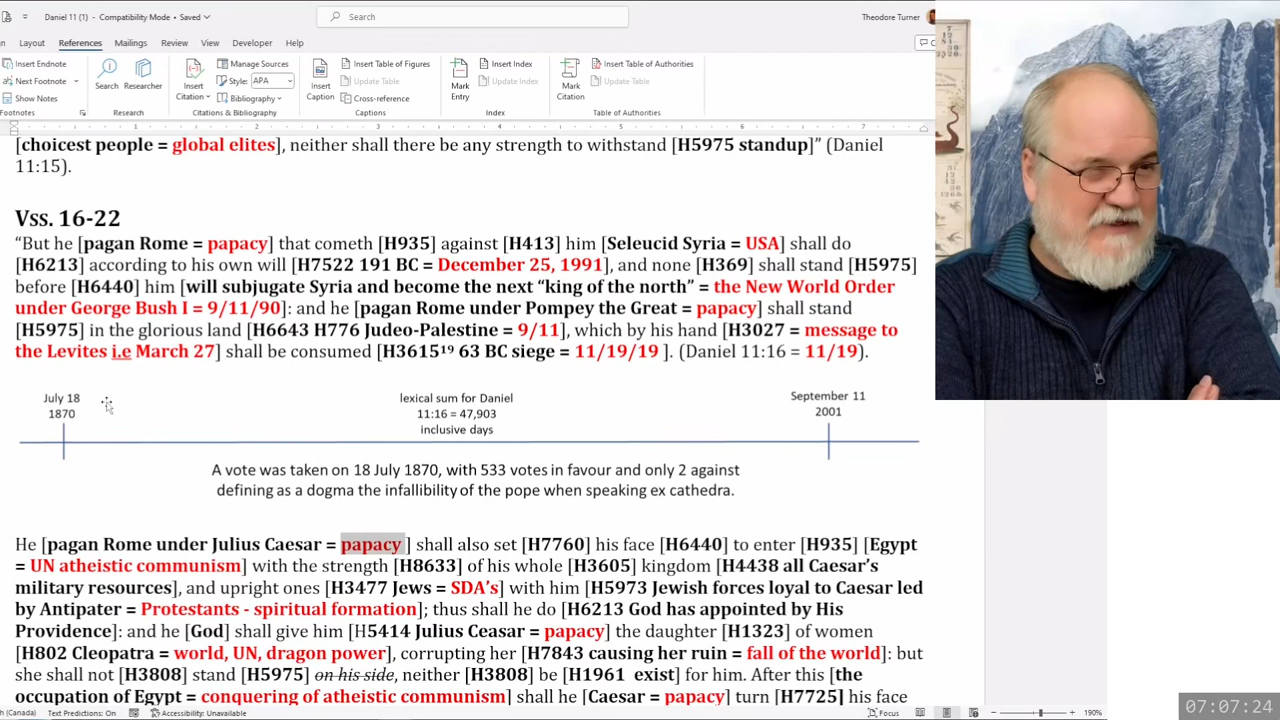 Daniel 11 (1) - Compatibility Mode • Saved
Search
Theodore Turner
Layout References Mailings Review View Developer Help
Insert Endnote
Next Footnote
Show Notes
Footnotes
Search
Researcher
Research
Insert Citation
Manage Sources
Style: APA
Bibliography
Citations & Bibliography
Insert Caption
Insert Table of Figures
Update Table
Cross-reference
Captions
Mark Entry
Insert Index
Update Index
Index
Mark Citation
Insert Table of Authorities
Update Table
Table of Authorities
1 2 3 4 5 6 7
[choicest people = global elites], neither shall there be any strength to withstand [H5975 standup]” (Daniel
11:15).
Vss. 16-22
“But he [pagan Rome = papacy] that cometh [H935] against [H413] him [Seleucid Syria = USA] shall do
[H6213] according to his own will [H7522 191 BC = December 25, 1991], and none [H369] shall stand [H5975]
before [H6440] him [will subjugate Syria and become the next “king of the north” = the New World Order
under George Bush I = 9/11/90]: and he [pagan Rome under Pompey the Great = papacy] shall stand
[H5975] in the glorious land [H6643 H776 Judeo-Palestine = 9/11], which by his hand [H3027 = message to
the Levites i.e March 27] shall be consumed [H3615¹⁹ 63 BC siege = 11/19/19 ]. (Daniel 11:16 = 11/19).
July 18
1870
lexical sum for Daniel
11:16 = 47,903
inclusive days
September 11
2001
A vote was taken on 18 July 1870, with 533 votes in favour and only 2 against
defining as a dogma the infallibility of the pope when speaking ex cathedra.
He [pagan Rome under Julius Caesar = papacy ] shall also set [H7760] his face [H6440] to enter [H935] [Egypt
= UN atheistic communism] with the strength [H8633] of his whole [H3605] kingdom [H4438 all Caesar’s
military resources], and upright ones [H3477 Jews = SDA’s] with him [H5973 Jewish forces loyal to Caesar led
by Antipater = Protestants - spiritual formation]; thus shall he do [H6213 God has appointed by His
Providence]: and he [God] shall give him [H5414 Julius Ceasar = papacy] the daughter [H1323] of women
[H802 Cleopatra = world, UN, dragon power], corrupting her [H7843 causing her ruin = fall of the world]: but
she shall not [H3808] stand [H5975] on his side, neither [H3808] be [H1961 exist] for him. After this [the
occupation of Egypt = conquering of atheistic communism] shall he [Caesar = papacy] turn [H7725] his face
(Canada) Text Predictions: On Accessibility: Unavailable Focus 190%
07:07:24